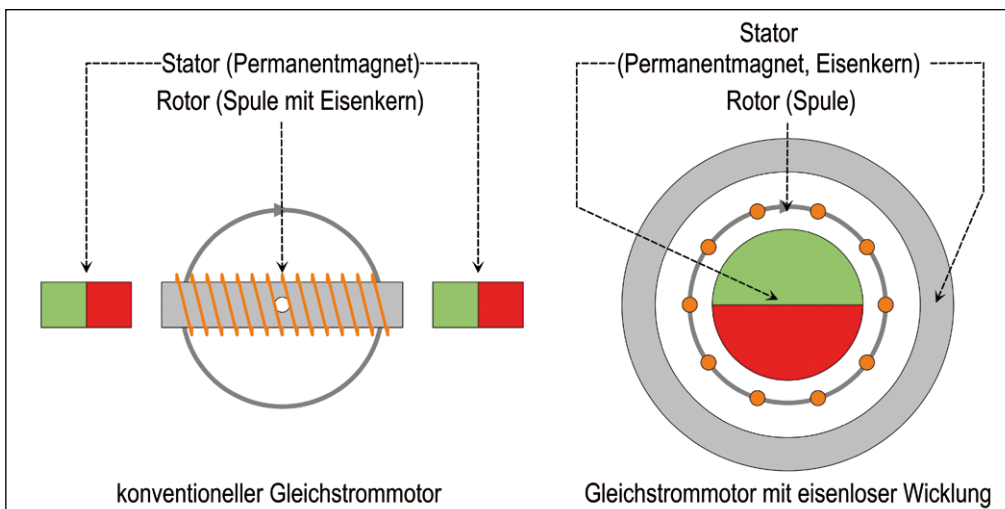 Stator (Permanentmagnet)
Rotor (Spule mit Eisenkern)
konventioneller Gleichstrommotor
Stator
(Permanentmagnet, Eisenkern)
Rotor (Spule)
Gleichstrommotor mit eisenloser Wicklung